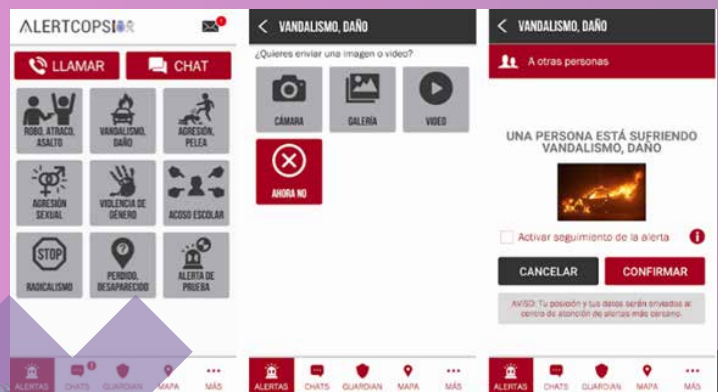 ALERTCOPS
LLAMAR
CHAT
ROBO, ATRACO,
ASALTO
VANDALISMO,
DAÑO
AGRESIÓN,
PELEA
AGRESIÓN
SEXUAL
VIOLENCIA DE
GÉNERO
ACOSO ESCOLAR
STOP
RADICALISMO
PERDIDO,
DESAPARECIDO
ALERTA DE
PRUEBA
ALERTAS CHATS GUARDIAN MAPA MÁS
VANDALISMO, DAÑO
¿Quieres enviar una imagen o video?
CÁMARA
GALERÍA
VIDEO
AHORA NO
ALERTAS CHATS GUARDIAN MAPA MÁS
VANDALISMO, DAÑO
A otras personas
UNA PERSONA ESTÁ SUFRIENDO
VANDALISMO, DAÑO
Activar seguimiento de la alerta
CANCELAR
CONFIRMAR
AVISO: Tu posición y tus datos serán enviados al
centro de atención de alertas más cercano.
ALERTAS CHATS GUARDIAN MAPA MÁS